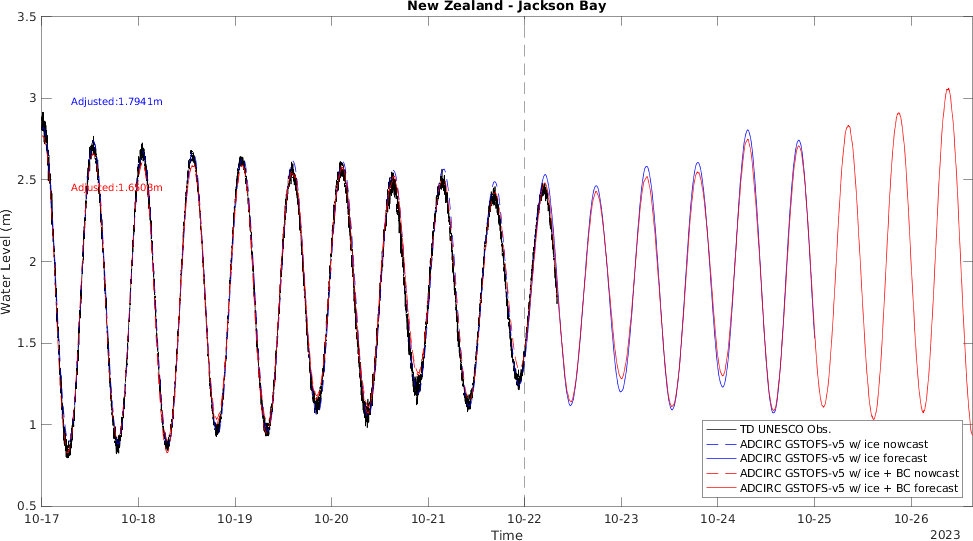 New Zealand - Jackson Bay
3.5
3
2.5
2
1.5
1
0.5
Water Level (m)
Adjusted:1.7941m
Adjusted:1.6503m
TD UNESCO Obs.
ADCIRC GSTOFS-v5 w/ ice nowcast
ADCIRC GSTOFS-v5 w/ ice forecast
ADCIRC GSTOFS-v5 w/ ice + BC nowcast
ADCIRC GSTOFS-v5 w/ ice + BC forecast
10-17 10-18 10-19 10-20 10-21 10-22 10-23 10-24 10-25 10-26
Time
2023